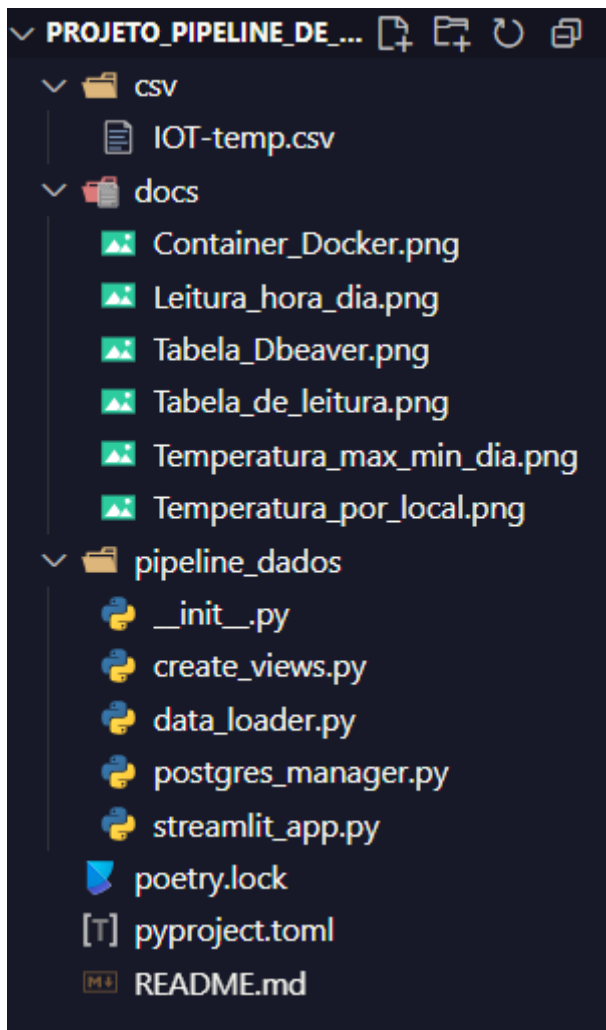 PROJETO_PIPELINE_DE_...
csv
IOT-temp.csv
docs
Container_Docker.png
Leitura_hora_dia.png
Tabela_Dbeaver.png
Tabela_de_leitura.png
Temperatura_max_min_dia.png
Temperatura_por_local.png
pipeline_dados
__init__.py
create_views.py
data_loader.py
postgres_manager.py
streamlit_app.py
poetry.lock
[T] pyproject.toml
M README.md